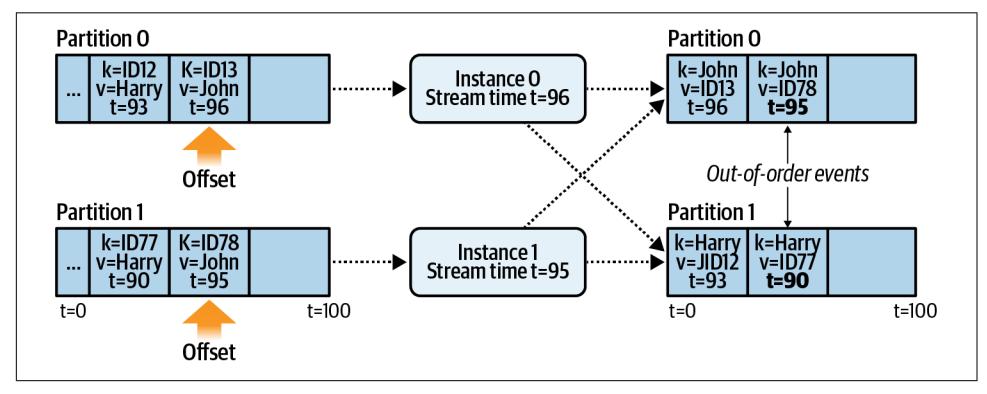 Partition 0
...
k=ID12
v=Harry
t=93
K=ID13
v=John
t=96
Offset
Instance 0
Stream time t=96
Partition 0
k=John
v=ID13
t=96
k=John
v=ID78
t=95
Out-of-order events
Partition 1
...
k=ID77
v=Harry
t=90
K=ID78
v=John
t=95
t=0
t=100
Offset
Instance 1
Stream time t=95
Partition 1
k=Harry
v=JID12
t=93
k=Harry
v=ID77
t=90
t=0
t=100